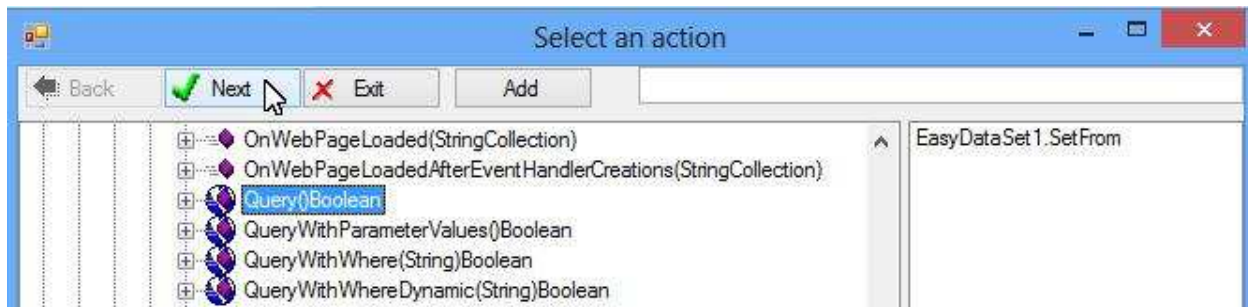 Select an action
Back Next Exit Add
OnWebPageLoaded(StringCollection)
OnWebPageLoadedAfterEventHandlerCreations(StringCollection)
Query()Boolean
QueryWithParameterValues()Boolean
QueryWithWhere(String)Boolean
QueryWithWhereDynamic(String)Boolean
EasyDataSet1.SetFrom